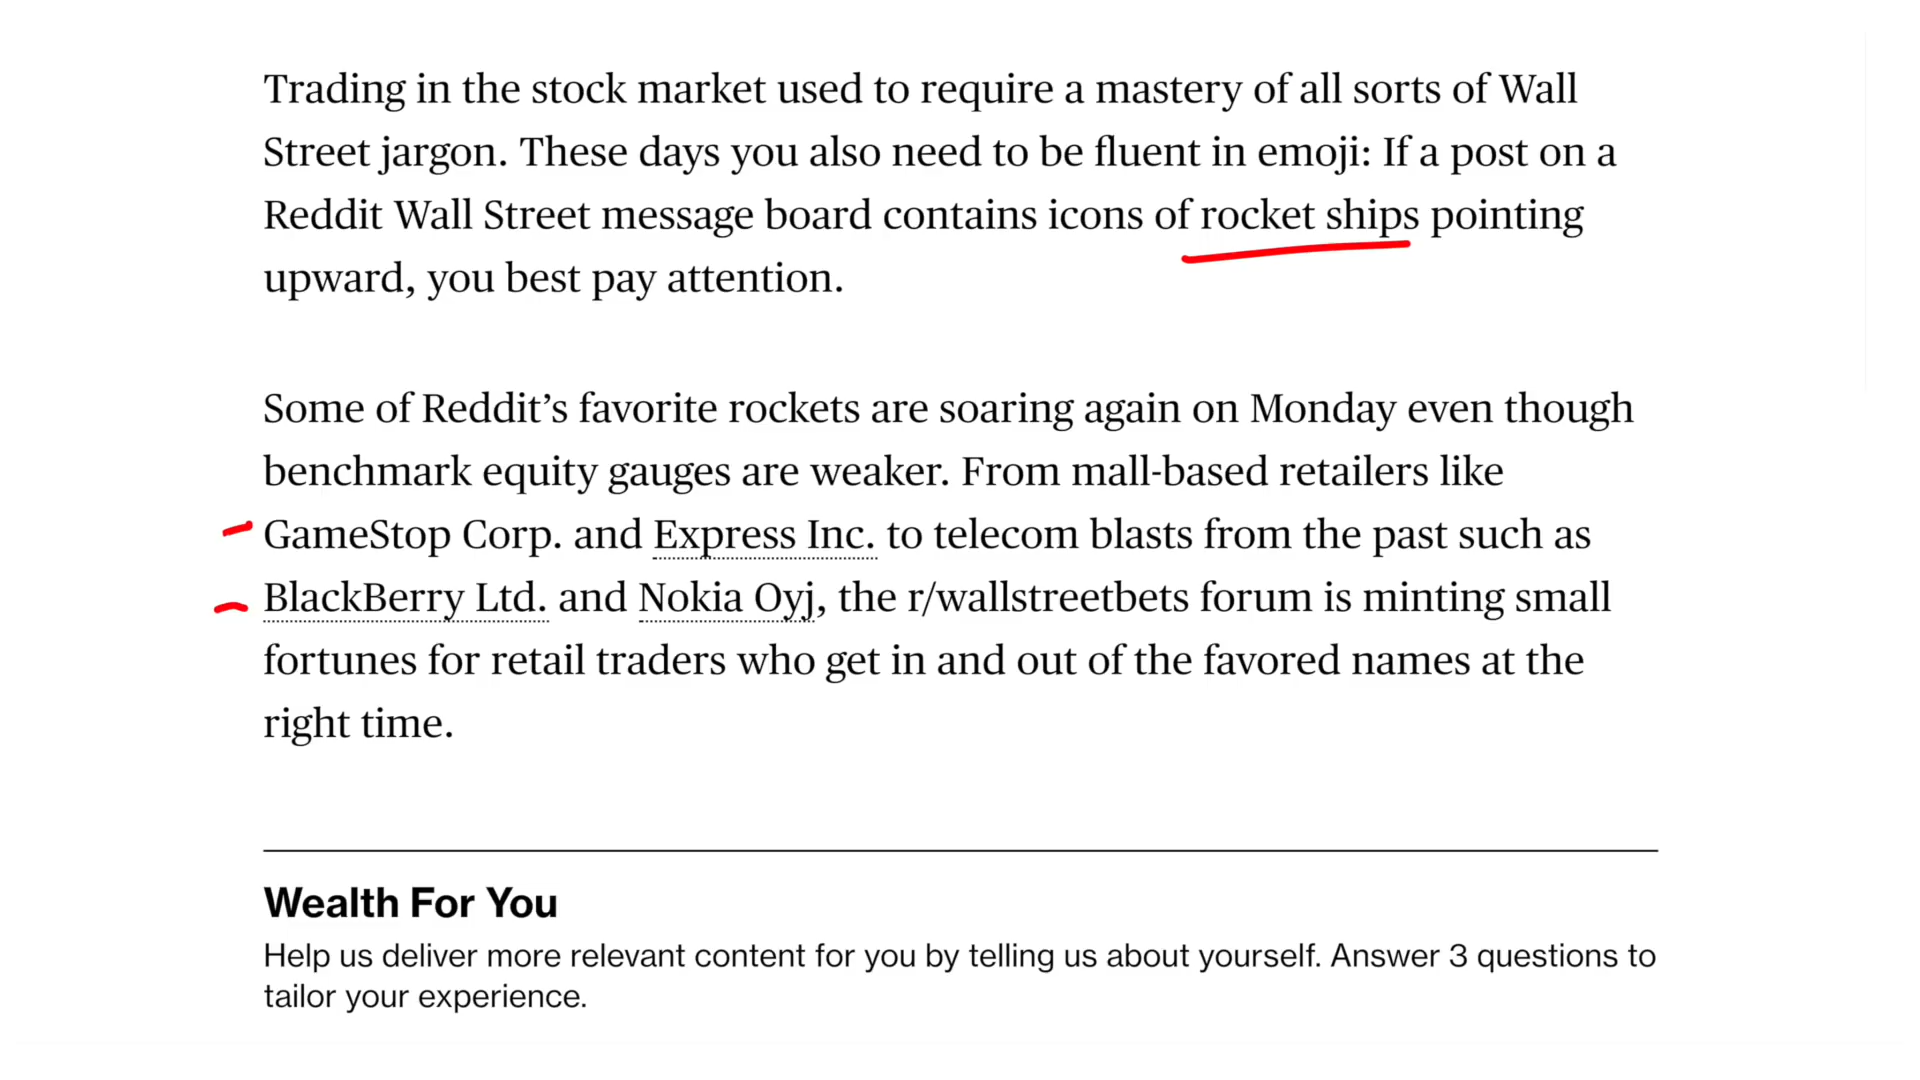 Trading in the stock market used to require a mastery of all sorts of Wall
Street jargon. These days you also need to be fluent in emoji: If a post on a
Reddit Wall Street message board contains icons of rocket ships pointing
upward, you best pay attention.
Some of Reddit’s favorite rockets are soaring again on Monday even though
benchmark equity gauges are weaker. From mall-based retailers like
GameStop Corp. and Express Inc. to telecom blasts from the past such as
BlackBerry Ltd. and Nokia Oyj, the r/wallstreetbets forum is minting small
fortunes for retail traders who get in and out of the favored names at the
right time.
Wealth For You
Help us deliver more relevant content for you by telling us about yourself. Answer 3 questions to
tailor your experience.